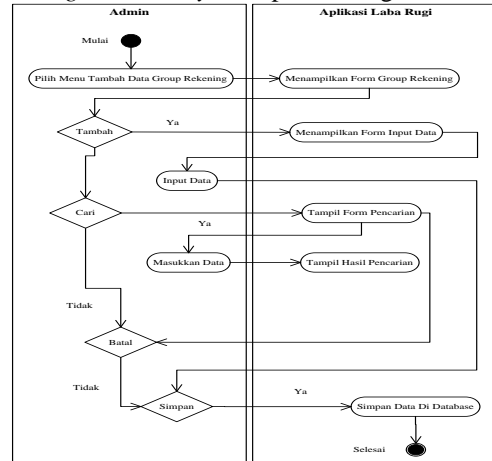 Admin
Aplikasi Laba Rugi
Mulai
Pilih Menu Tambah Data Group Rekening
Menampilkan Form Group Rekening
Tambah
Ya
Menampilkan Form Input Data
Input Data
Cari
Ya
Tampil Form Pencarian
Masukkan Data
Tampil Hasil Pencarian
Tidak
Batal
Tidak
Simpan
Ya
Simpan Data Di Database
Selesai